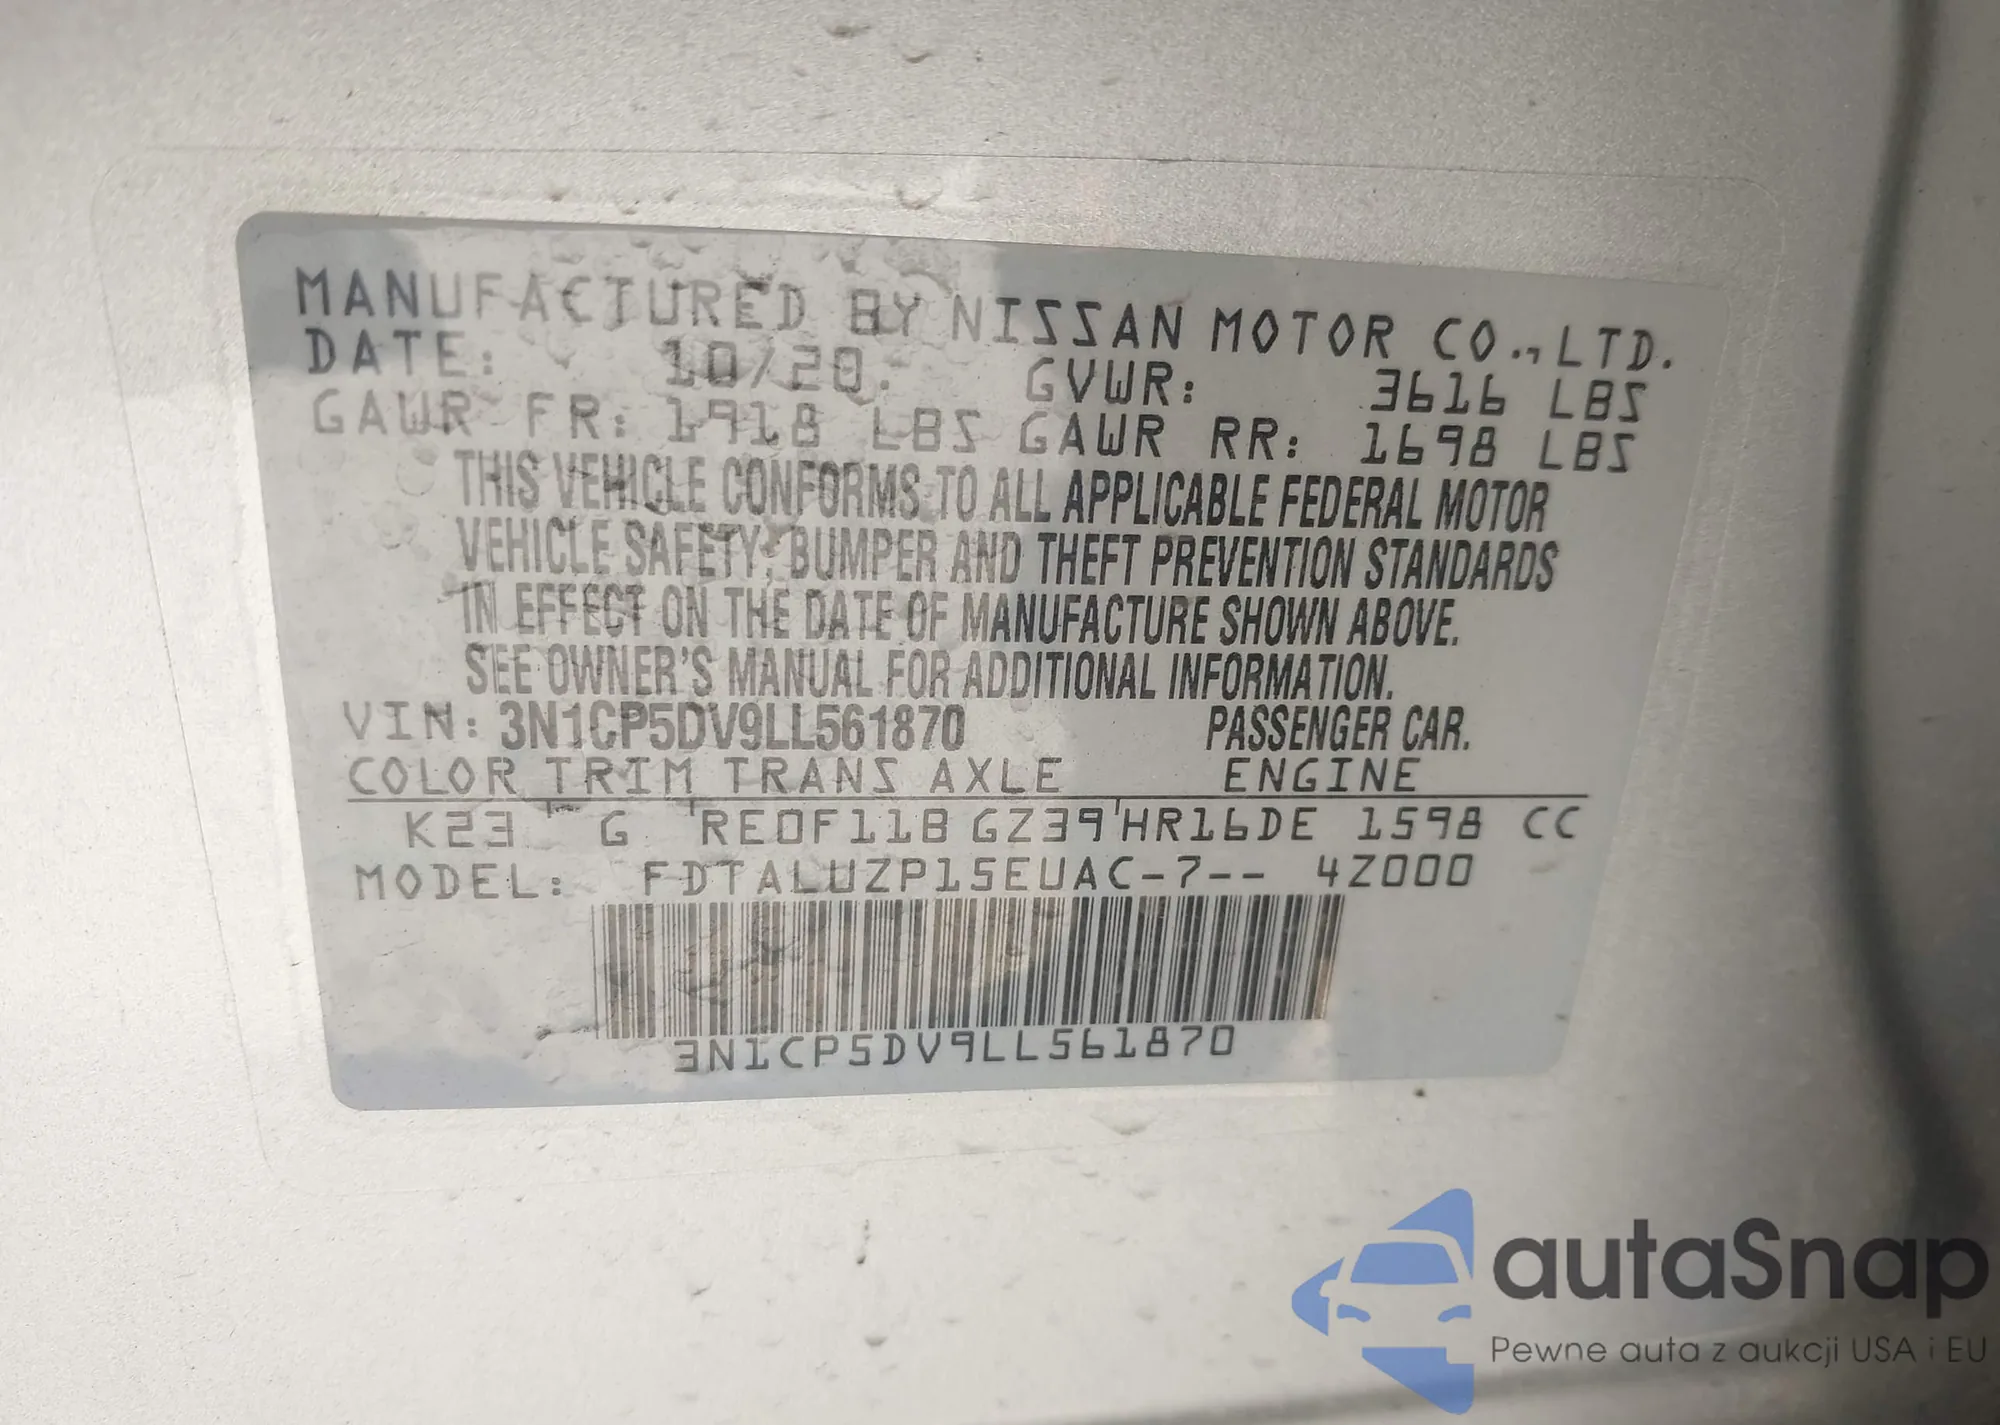 MANUFACTURED BY NISSAN MOTOR CO., LTD.
DATE: 10/20 GVWR: 3616 LBS
GAWR FR: 1918 LBS GAWR RR: 1698 LBS
THIS VEHICLE CONFORMS TO ALL APPLICABLE FEDERAL MOTOR
VEHICLE SAFETY, BUMPER AND THEFT PREVENTION STANDARDS
IN EFFECT ON THE DATE OF MANUFACTURE SHOWN ABOVE.
SEE OWNER'S MANUAL FOR ADDITIONAL INFORMATION.
VIN: 3N1CP5DV9LL561870 PASSENGER CAR.
COLOR TRIM TRANS AXLE ENGINE
K23 G RE0F11B GZ39 HR16DE 1598 CC
MODEL: FDTALUZP15EUAC-7-- 4Z000
3N1CP5DV9LL561870
autaSnap
Pewne auta z aukcji USA i EU